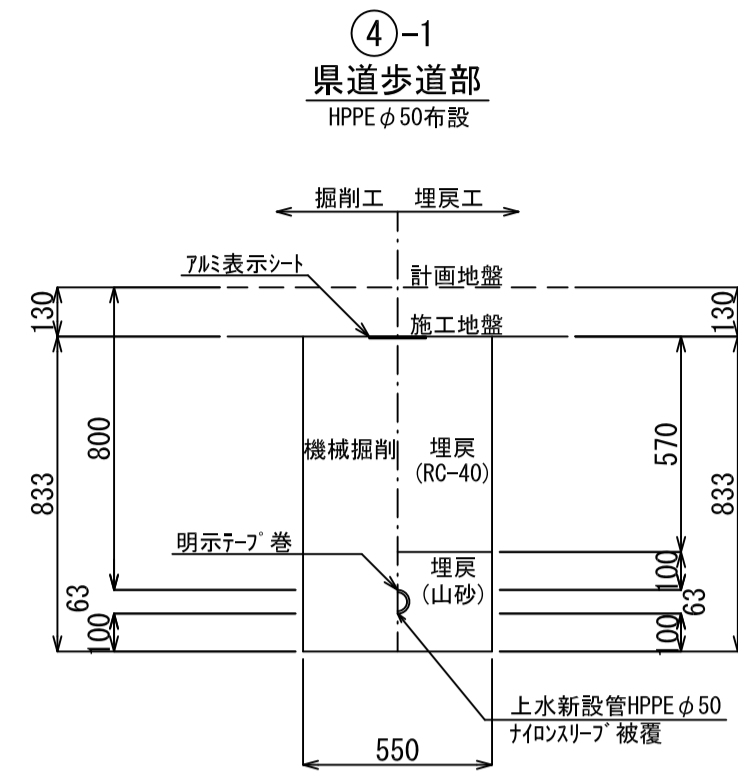 ④-1
県道歩道部
HPPEφ50布設
掘削工 埋戻工
アルミ表示シート
計画地盤
施工地盤
130
130
800
833
機械掘削
埋戻
(RC-40)
570
833
明示テープ巻
埋戻
(山砂)
100
63
63
100
100
上水新設管HPPEφ50
ナイロンスリーブ被覆
550